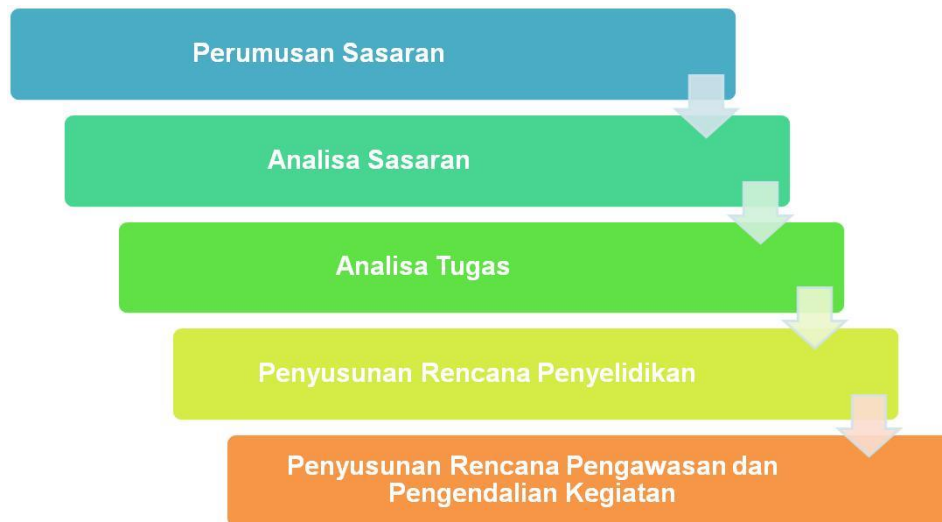 Perumusan Sasaran
Analisa Sasaran
Analisa Tugas
Penyusunan Rencana Penyelidikan
Penyusunan Rencana Pengawasan dan
Pengendalian Kegiatan